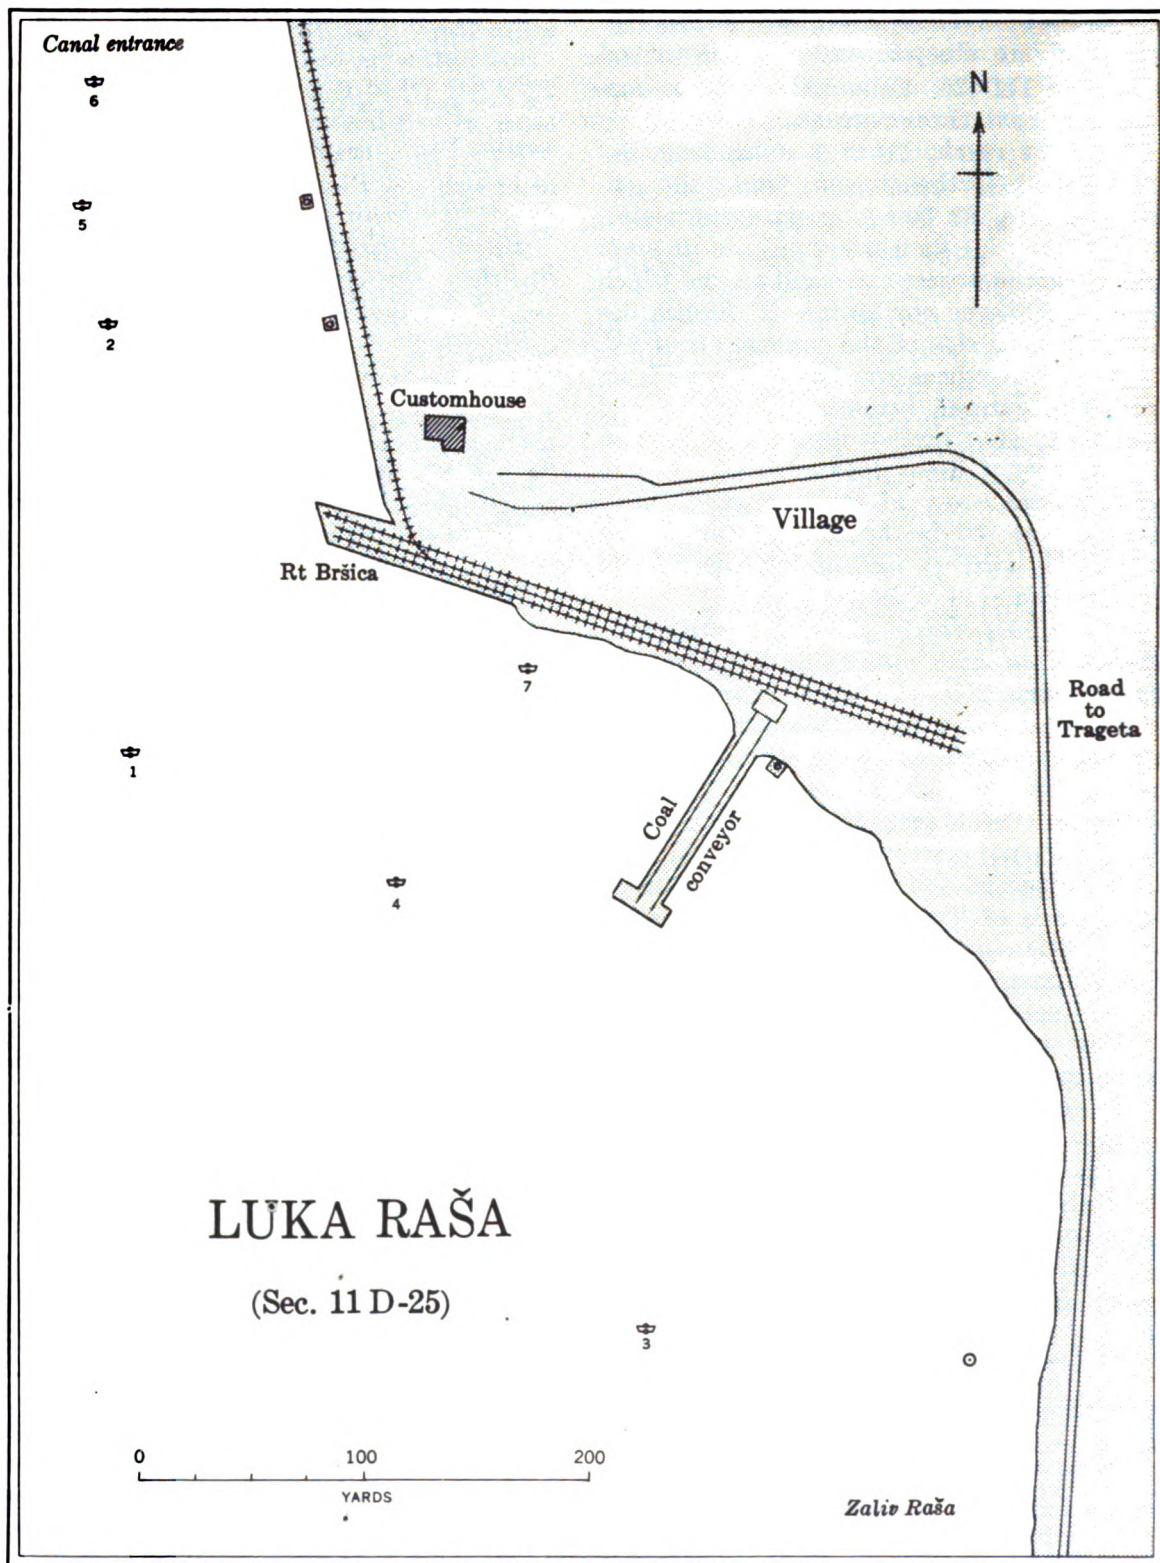 Canal entrance
6
N
5
2
Customhouse
Village
Rt Bršica
7
Road
to
Trageta
1
Coal
conveyor
4
LUKA RAŠA
(Sec. 11 D-25)
3
0 100 200
YARDS
Zaliv Raša